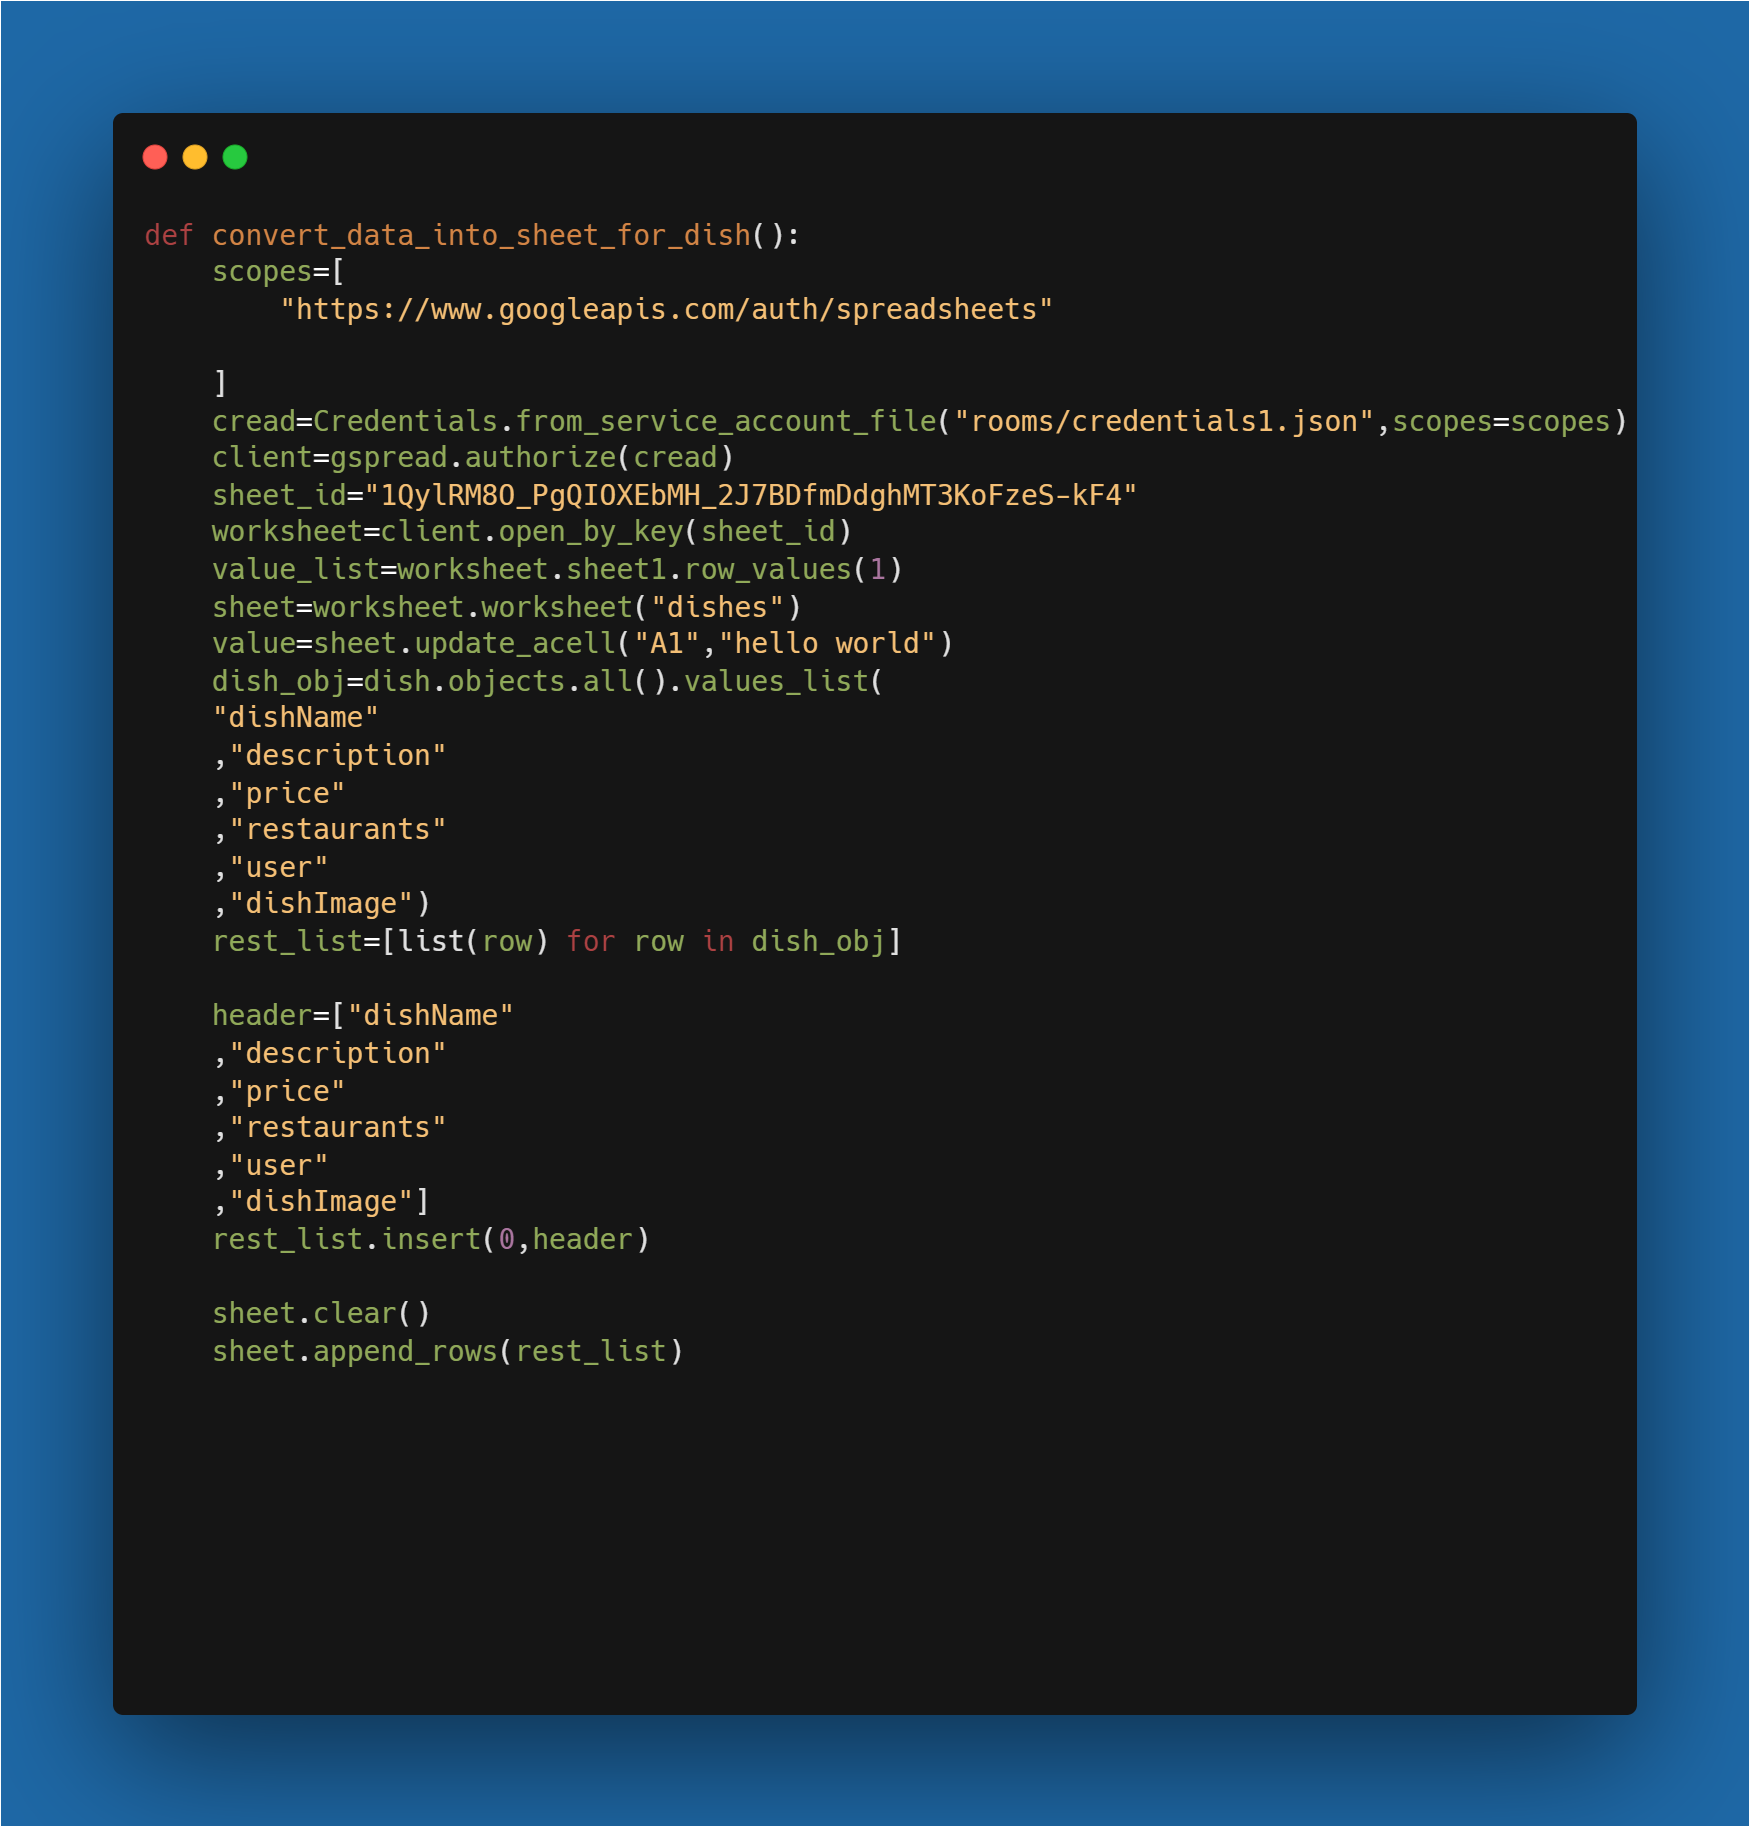 def convert_data_into_sheet_for_dish():
    scopes=[
        "https://www.googleapis.com/auth/spreadsheets"

    ]
    cread=Credentials.from_service_account_file("rooms/credentials1.json",scopes=scopes)
    client=gspread.authorize(cread)
    sheet_id="1QylRM8O_PgQIOXEbMH_2J7BDfmDdghMT3KoFzeS-kF4"
    worksheet=client.open_by_key(sheet_id)
    value_list=worksheet.sheet1.row_values(1)
    sheet=worksheet.worksheet("dishes")
    value=sheet.update_acell("A1","hello world")
    dish_obj=dish.objects.all().values_list(
    "dishName"
    ,"description"
    ,"price"
    ,"restaurants"
    ,"user"
    ,"dishImage")
    rest_list=[list(row) for row in dish_obj]

    header=["dishName"
    ,"description"
    ,"price"
    ,"restaurants"
    ,"user"
    ,"dishImage"]
    rest_list.insert(0,header)

    sheet.clear()
    sheet.append_rows(rest_list)